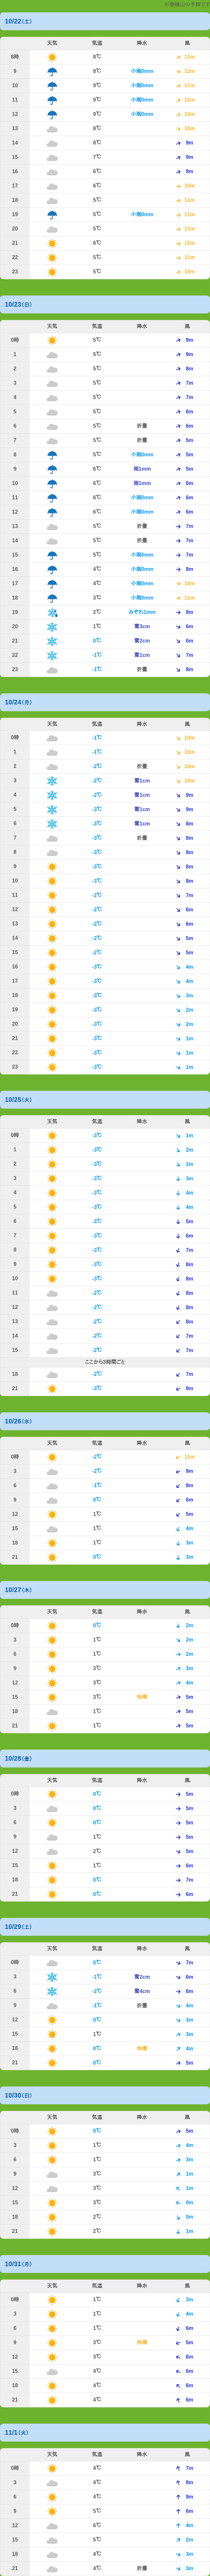 10/22(土)
天気 気温 降水 風
8時 8℃ 11m
9 8℃ 小雨0mm 12m
10 9℃ 小雨0mm 11m
11 9℃ 小雨0mm 11m
12 9℃ 小雨0mm 10m
13 8℃ 10m
14 8℃ 9m
15 7℃ 9m
16 6℃ 9m
17 6℃ 10m
18 5℃ 11m
19 5℃ 小雨0mm 11m
20 5℃ 11m
21 6℃ 12m
22 5℃ 11m
23 5℃ 10m
10/23(日)
天気 気温 降水 風
0時 5℃ 9m
1 5℃ 9m
2 5℃ 8m
3 5℃ 7m
4 5℃ 7m
5 5℃ 6m
6 5℃ 折畳 6m
7 5℃ 折畳 5m
8 5℃ 小雨0mm 5m
9 6℃ 雨1mm 5m
10 6℃ 雨1mm 6m
11 6℃ 小雨0mm 6m
12 6℃ 小雨0mm 6m
13 5℃ 折畳 7m
14 5℃ 折畳 7m
15 5℃ 小雨0mm 7m
16 4℃ 小雨0mm 8m
17 4℃ 小雨0mm 10m
18 3℃ 小雨0mm 11m
19 2℃ みぞれ1mm 8m
20 1℃ 雪3cm 6m
21 0℃ 雪2cm 6m
22 -1℃ 雪1cm 7m
23 -1℃ 折畳 8m
10/24(月)
天気 気温 降水 風
0時 -1℃ 10m
1 -1℃ 10m
2 -2℃ 折畳 10m
3 -2℃ 雪1cm 10m
4 -2℃ 雪1cm 9m
5 -3℃ 雪1cm 9m
6 -3℃ 雪1cm 8m
7 -3℃ 折畳 8m
8 -3℃ 8m
9 -3℃ 8m
10 -3℃ 8m
11 -2℃ 7m
12 -2℃ 6m
13 -2℃ 6m
14 -2℃ 5m
15 -2℃ 5m
16 -3℃ 4m
17 -3℃ 4m
18 -3℃ 3m
19 -3℃ 2m
20 -3℃ 2m
21 -3℃ 1m
22 -3℃ 1m
23 -3℃ 1m
10/25(火)
天気 気温 降水 風
0時 -3℃ 1m
1 -2℃ 2m
2 -3℃ 2m
3 -3℃ 3m
4 -3℃ 4m
5 -3℃ 4m
6 -3℃ 5m
7 -3℃ 6m
8 -3℃ 7m
9 -3℃ 8m
10 -3℃ 8m
11 -2℃ 8m
12 -2℃ 8m
13 -2℃ 8m
14 -2℃ 7m
15 -2℃ 7m
ここから3時間ごと
18 -2℃ 7m
21 -3℃ 9m
10/26(水)
天気 気温 降水 風
0時 -2℃ 11m
3 -2℃ 9m
6 -1℃ 8m
9 0℃ 6m
12 1℃ 5m
15 1℃ 4m
18 1℃ 3m
21 0℃ 3m
10/27(木)
天気 気温 降水 風
0時 0℃ 2m
3 1℃ 2m
6 1℃ 2m
9 3℃ 3m
12 3℃ 4m
15 3℃ 快晴 5m
18 1℃ 5m
21 1℃ 5m
10/28(金)
天気 気温 降水 風
0時 0℃ 5m
3 0℃ 5m
6 0℃ 5m
9 1℃ 5m
12 2℃ 5m
15 1℃ 6m
18 0℃ 7m
21 0℃ 6m
10/29(土)
天気 気温 降水 風
0時 0℃ 7m
3 -1℃ 雪2cm 6m
6 -2℃ 雪4cm 6m
9 -1℃ 折畳 4m
12 0℃ 3m
15 1℃ 3m
18 0℃ 快晴 4m
21 0℃ 5m
10/30(日)
天気 気温 降水 風
0時 0℃ 5m
3 1℃ 4m
6 1℃ 3m
9 3℃ 1m
12 3℃ 1m
15 3℃ 0m
18 2℃ 0m
21 2℃ 1m
10/31(月)
天気 気温 降水 風
0時 1℃ 3m
3 1℃ 4m
6 1℃ 6m
9 3℃ 快晴 5m
12 3℃ 6m
15 4℃ 6m
18 4℃ 6m
21 4℃ 6m
11/1(火)
天気 気温 降水 風
0時 4℃ 7m
3 4℃ 8m
6 4℃ 9m
9 5℃ 6m
12 6℃ 4m
15 5℃ 2m
18 4℃ 3m
21 4℃ 折畳 3m